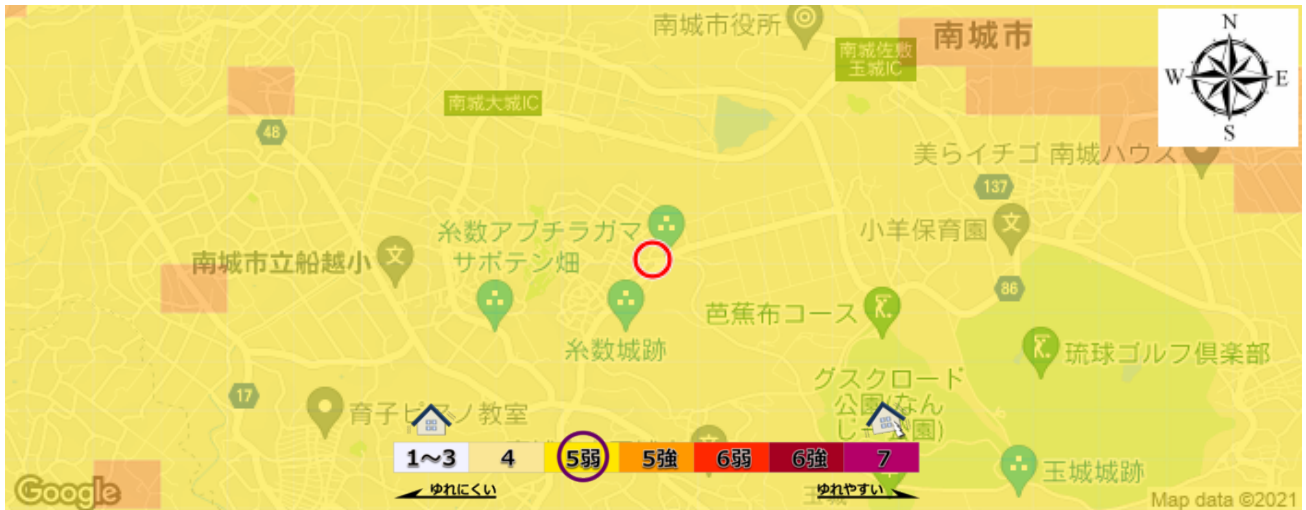 南城市役所
南城市
南城佐敷
玉城IC
N
W
E
S
南城大城IC
48
美らイチゴ 南城ハウス
137
糸数アブチラガマ
小羊保育園
サボテン畑
南城市立船越小
86
芭蕉布コース
糸数城跡
琉球ゴルフ倶楽部
グスクロード
公園(なん
じゃ公園)
17
育子ピアノ教室
1～3
4
5弱
5強
6弱
6強
7
玉城城跡
ゆれにくい
ゆれやすい
Google
Map data ©2021